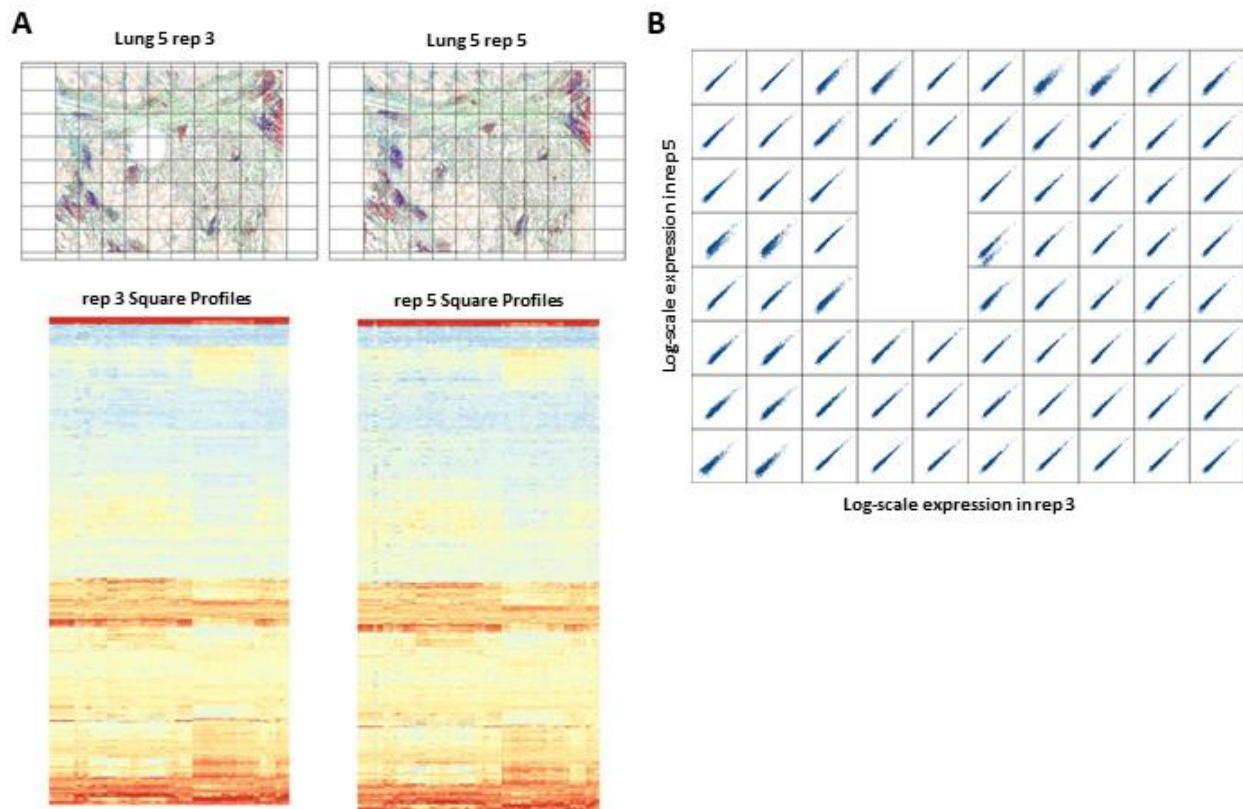 A
Lung 5 rep 3
Lung 5 rep 5
rep 3 Square Profiles
rep 5 Square Profiles
B
Log-scale expression in rep 5
Log-scale expression in rep 3